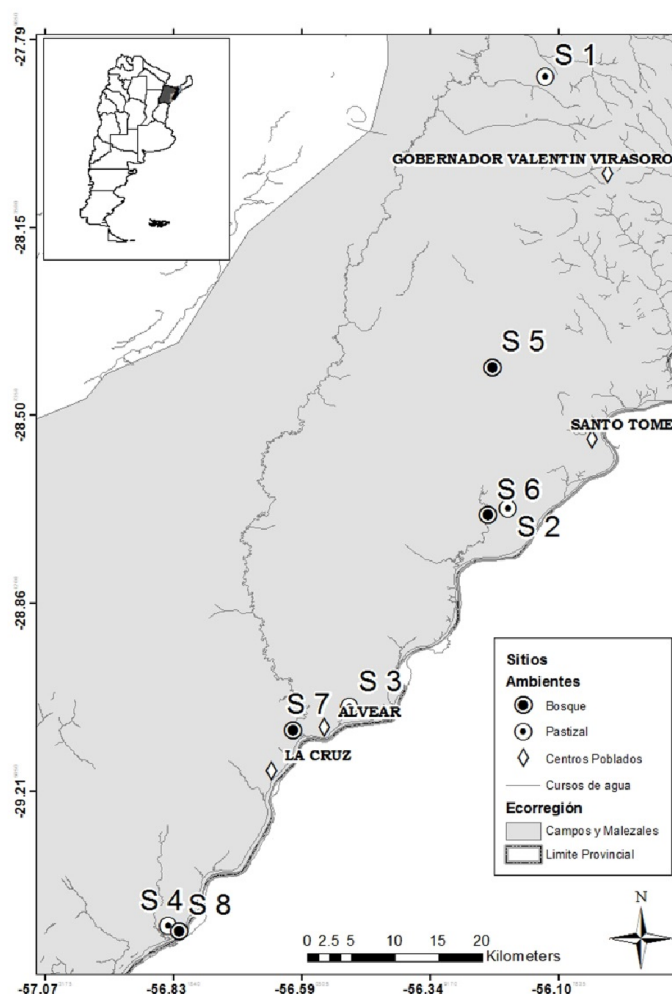 -27.79
-28.15
-28.50
-28.86
-29.21
S 1
GOBERNADOR VALENTIN VIRASORO
S 5
SANTO TOME
S 6
S 2
S 3
S 7
ALVEAR
LA CRUZ
S 4
S 8
Sitios
Ambientes
Bosque
Pastizal
Centros Poblados
Cursos de agua
Ecorregión
Campos y Malezales
Limite Provincial
N
0 2.5 5 10 15 20
Kilometers
-57.07 -56.83 -56.59 -56.34 -56.10